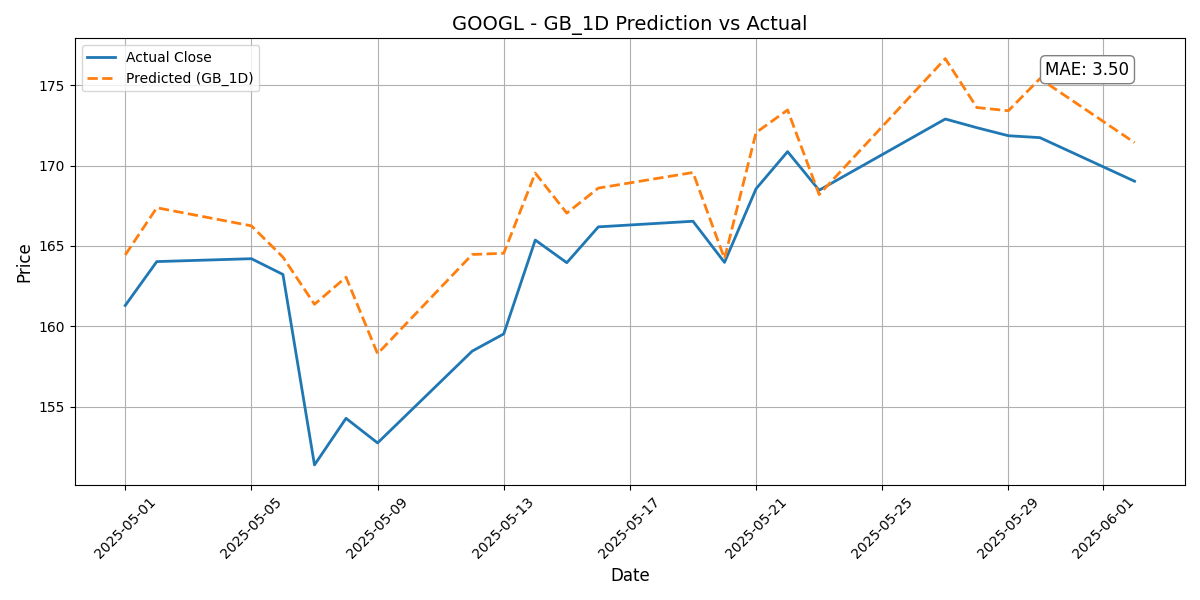 GOOGL - GB_1D Prediction vs Actual
Actual Close
Predicted (GB_1D)
MAE: 3.50
Price
175
170
165
160
155
2025-05-01
2025-05-05
2025-05-09
2025-05-13
2025-05-17
2025-05-21
2025-05-25
2025-05-29
2025-06-01
Date